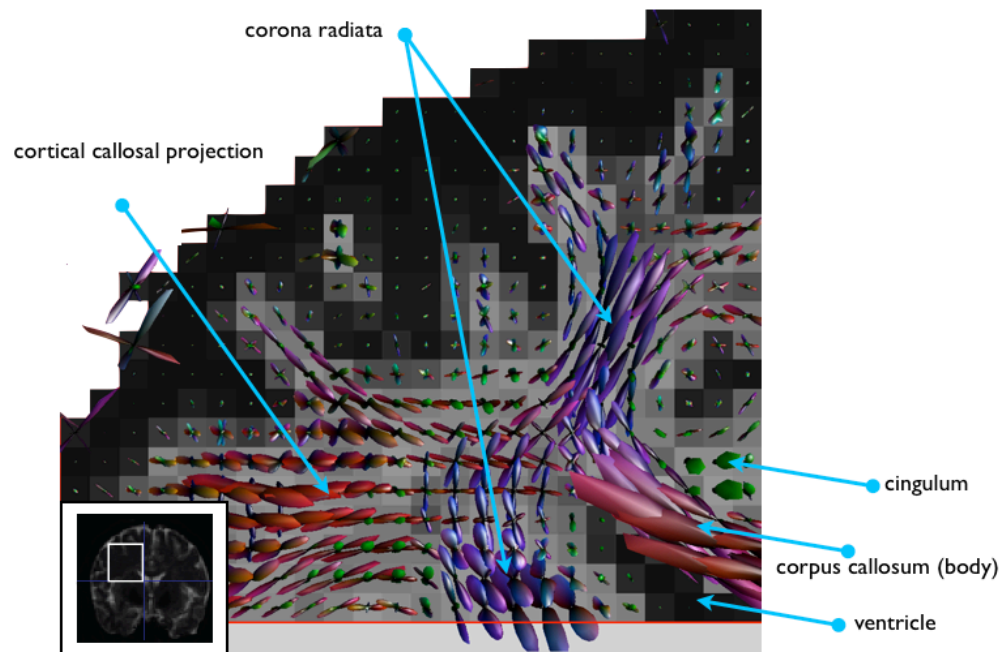 corona radiata
cortical callosal projection
cingulum
corpus callosum (body)
ventricle